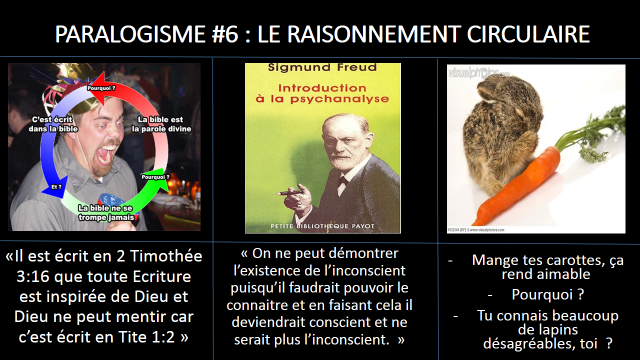 PARALOGISME #6 : LE RAISONNEMENT CIRCULAIRE
Pourquoi ?
C'est écrit
dans la bible
La bible est
la parole divine
Et ?
Pourquoi ?
La bible ne se
trompe jamais
«Il est écrit en 2 Timothée
3:16 que toute Ecriture
est inspirée de Dieu et
Dieu ne peut mentir car
c'est écrit en Tite 1:2 »
Sigmund Freud
Introduction
à la psychanalyse
PETITE BIBLIOTHÈQUE PAYOT
« On ne peut démontrer
l'existence de l'inconscient
puisqu'il faudrait pouvoir le
connaitre et en faisant cela il
deviendrait conscient et ne
serait plus l'inconscient. »
visualphotos.com
- Mange tes carottes, ça
rend aimable
- Pourquoi ?
- Tu connais beaucoup
de lapins
désagréables, toi ?